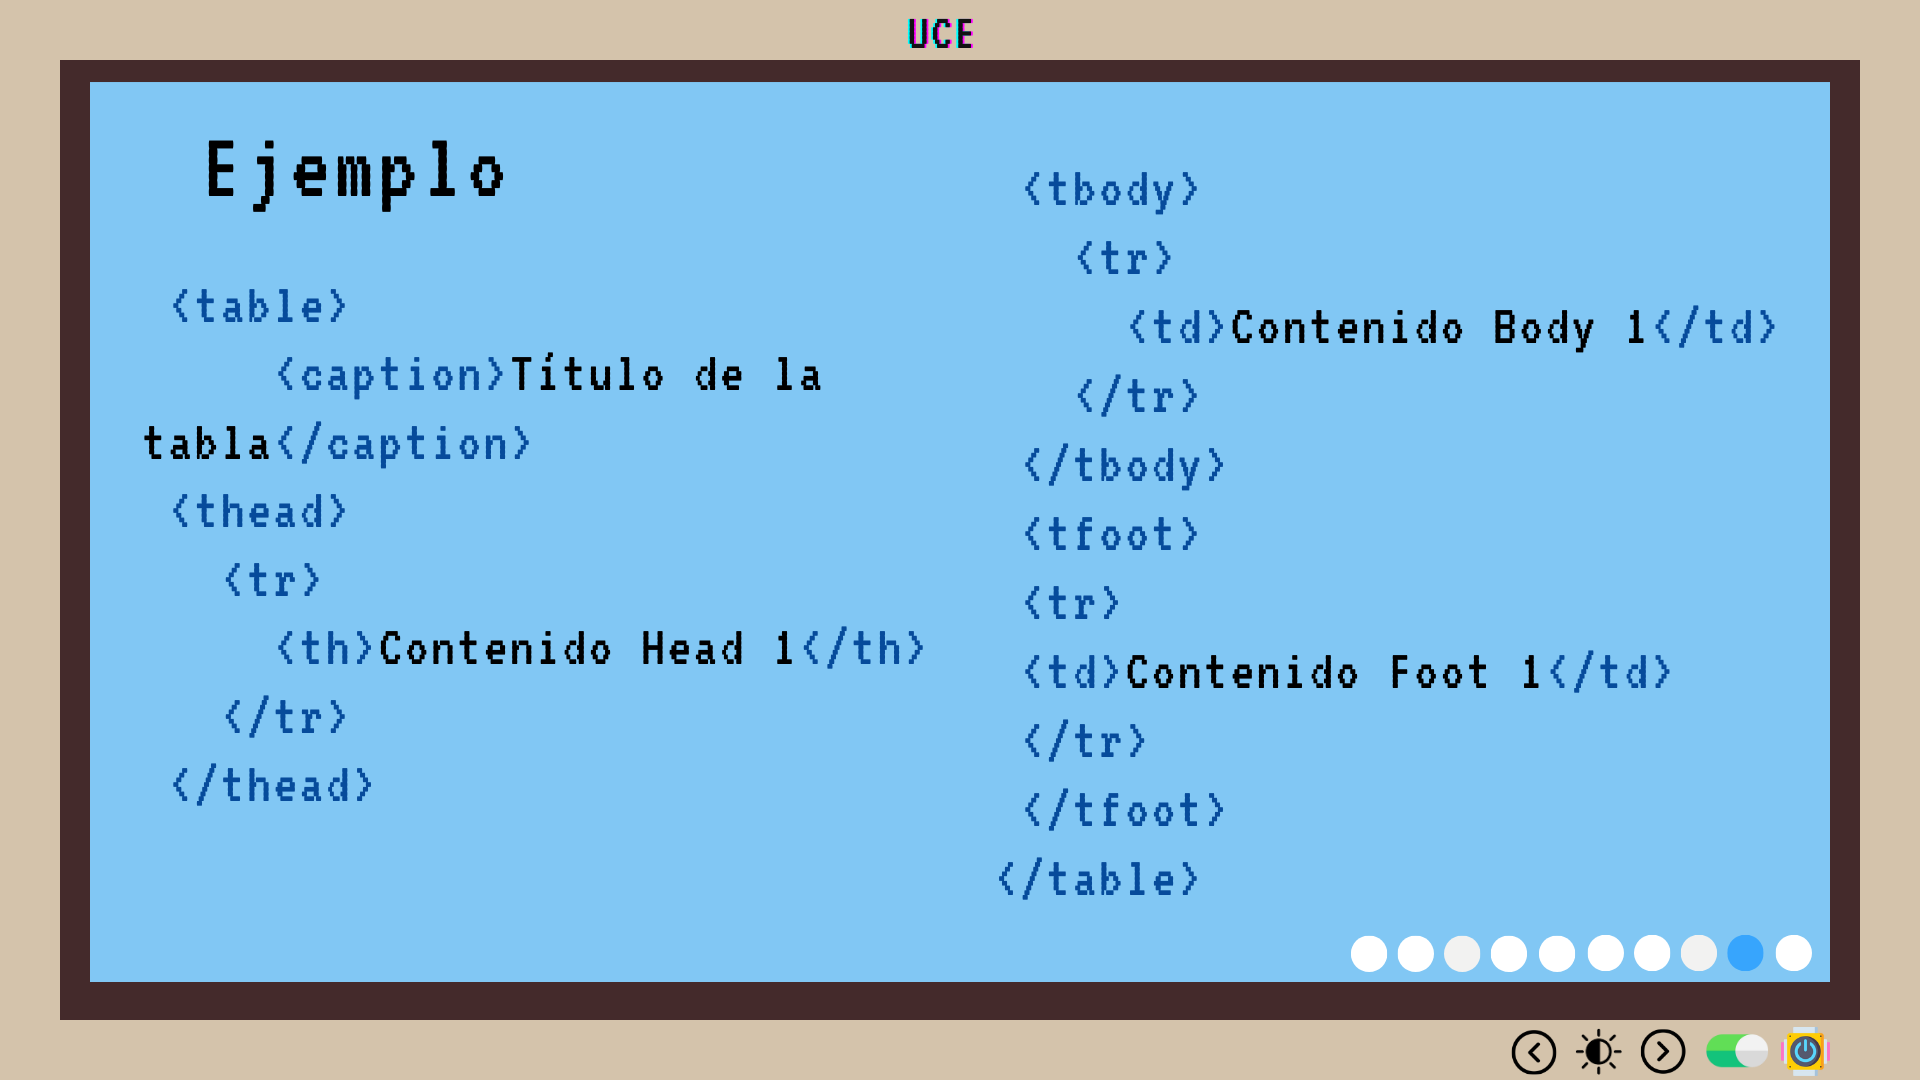 UCE
Ejemplo
<table>
<caption>Título de la
tabla</caption>
<thead>
<tr>
<th>Contenido Head 1</th>
</tr>
</thead>
<tbody>
<tr>
<td>Contenido Body 1</td>
</tr>
</tbody>
<tfoot>
<tr>
<td>Contenido Foot 1</td>
</tr>
</tfoot>
</table>